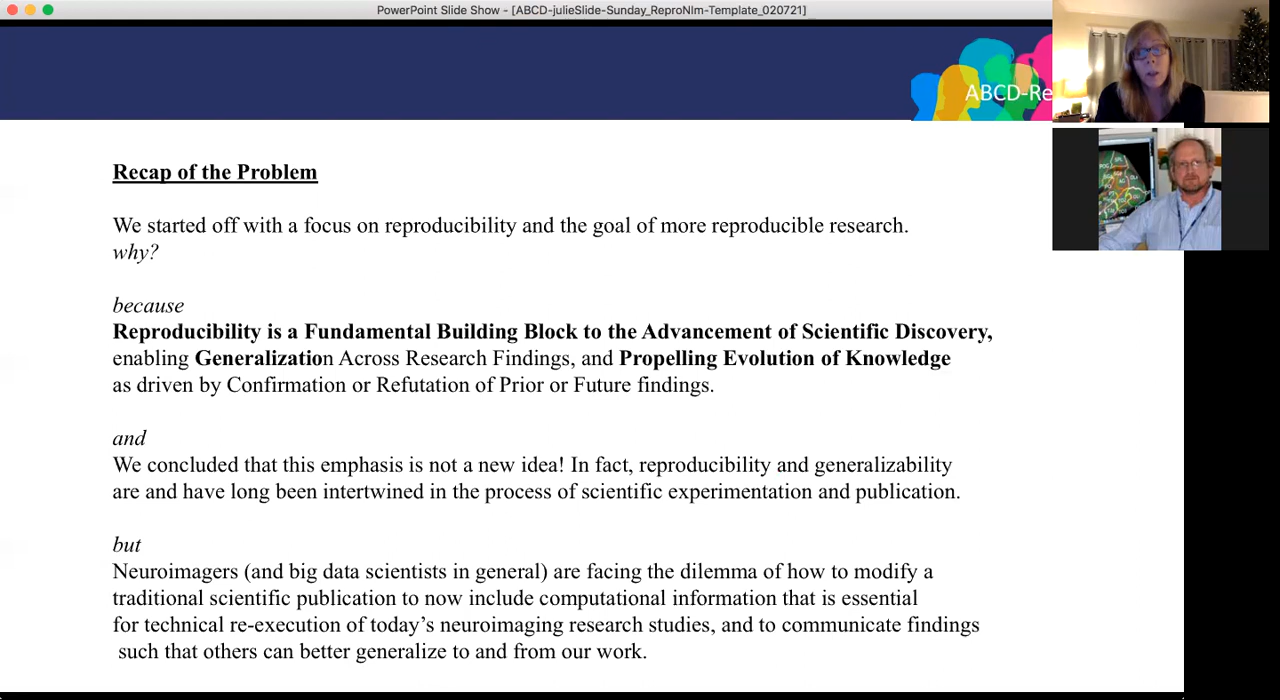 PowerPoint Slide Show - [ABCD-julieSlide-Sunday_ReproNIm-Template_020721]
ABCD-Re
Recap of the Problem
We started off with a focus on reproducibility and the goal of more reproducible research.
why?
because
Reproducibility is a Fundamental Building Block to the Advancement of Scientific Discovery,
enabling Generalization Across Research Findings, and Propelling Evolution of Knowledge
as driven by Confirmation or Refutation of Prior or Future findings.
and
We concluded that this emphasis is not a new idea! In fact, reproducibility and generalizability
are and have long been intertwined in the process of scientific experimentation and publication.
but
Neuroimagers (and big data scientists in general) are facing the dilemma of how to modify a
traditional scientific publication to now include computational information that is essential
for technical re-execution of today’s neuroimaging research studies, and to communicate findings
such that others can better generalize to and from our work.